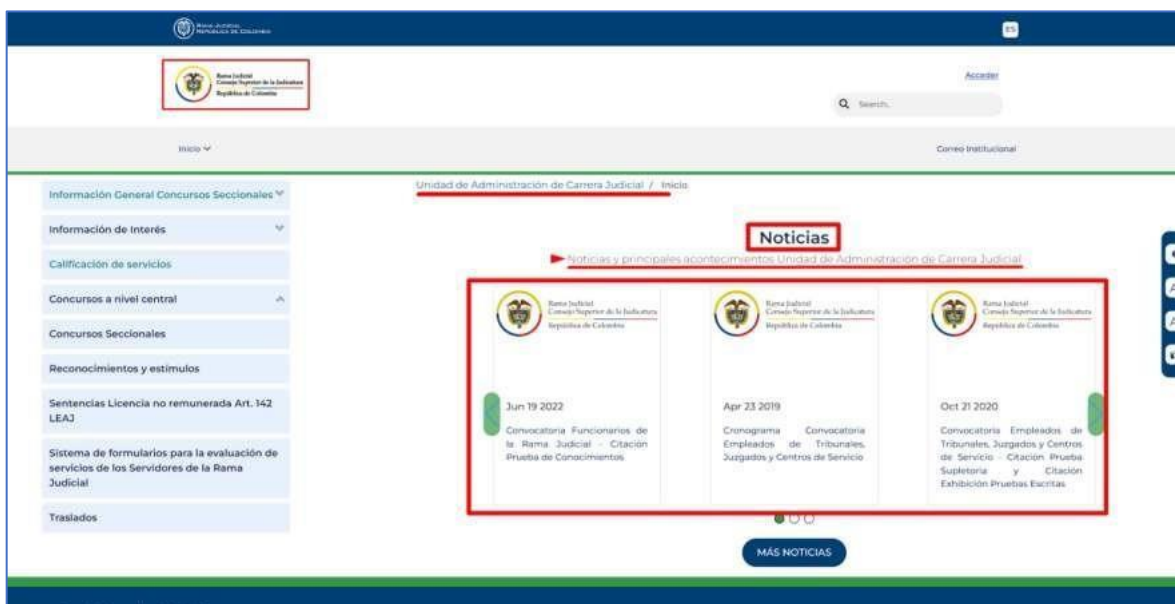 RAMA JUDICIAL
REPÚBLICA DE COLOMBIA
ES
Rama Judicial
Consejo Superior de la Judicatura
República de Colombia
Acceder
Search..
Inicio
Correo Institucional
Información General Concursos Seccionales
Información de Interés
Calificación de servicios
Concursos a nivel central
Concursos Seccionales
Reconocimientos y estímulos
Sentencias Licencia no remunerada Art. 142
LEAJ
Sistema de formularios para la evaluación de
servicios de los Servidores de la Rama
Judicial
Traslados
Unidad de Administración de Carrera Judicial / Inicio
Noticias
Noticias y principales acontecimientos Unidad de Administración de Carrera Judicial
Rama Judicial
Consejo Superior de la Judicatura
República de Colombia
Jun 19 2022
Convocatoria Funcionarios de
la Rama Judicial - Citación
Prueba de Conocimientos
Rama Judicial
Consejo Superior de la Judicatura
República de Colombia
Apr 23 2019
Cronograma Convocatoria
Empleados de Tribunales,
Juzgados y Centros de Servicio
Rama Judicial
Consejo Superior de la Judicatura
República de Colombia
Oct 21 2020
Convocatoria Empleados de
Tribunales, Juzgados y Centros
de Servicio - Citación Prueba
Supletoria y Citación
Exhibición Pruebas Escritas
MÁS NOTICIAS